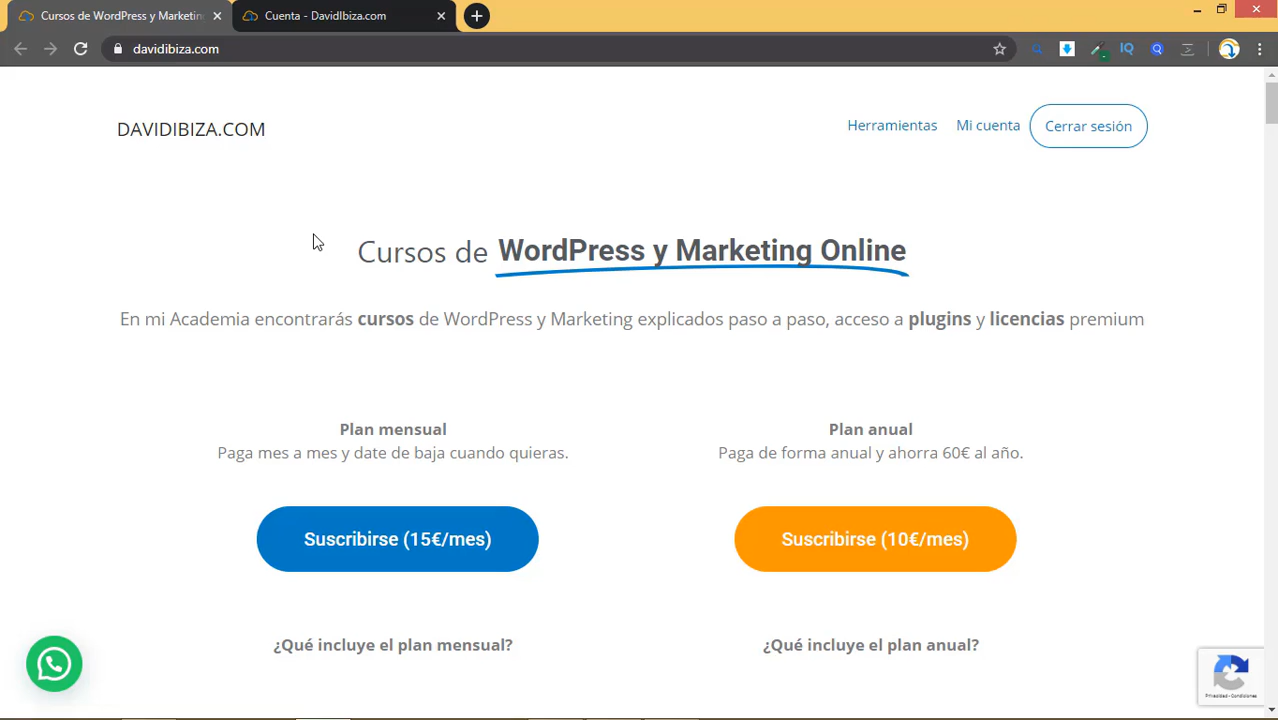 Cursos de WordPress y Marketin
Cuenta - DavidIbiza.com
davidibiza.com
IQ
DAVIDIBIZA.COM
Herramientas
Mi cuenta
Cerrar sesión
Cursos de WordPress y Marketing Online
En mi Academia encontrarás cursos de WordPress y Marketing explicados paso a paso, acceso a plugins y licencias premium
Plan mensual
Paga mes a mes y date de baja cuando quieras.
Suscribirse (15€/mes)
¿Qué incluye el plan mensual?
Plan anual
Paga de forma anual y ahorra 60€ al año.
Suscribirse (10€/mes)
¿Qué incluye el plan anual?
Privacidad - Condiciones